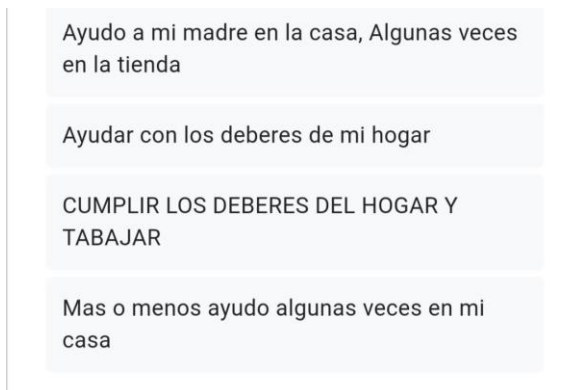 Ayudo a mi madre en la casa, Algunas veces
en la tienda
Ayudar con los deberes de mi hogar
CUMPLIR LOS DEBERES DEL HOGAR Y
TABAJAR
Mas o menos ayudo algunas veces en mi
casa